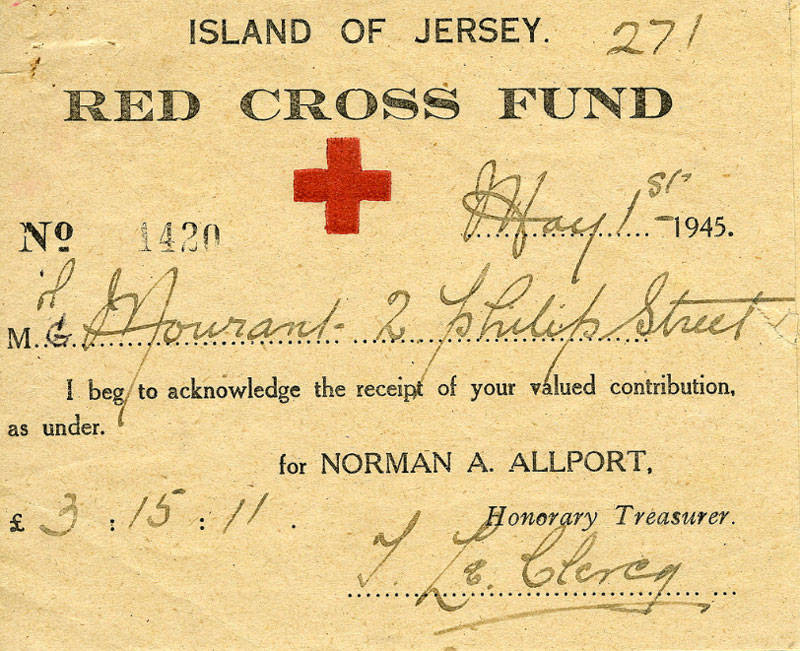 ISLAND OF JERSEY. 271
RED CROSS FUND
May 1st 1945.
No 1420
M. Mourant 2 Philip Street
I beg to acknowledge the receipt of your valued contribution,
as under.
for NORMAN A. ALLPORT,
£ 3 : 15 : 11 .
Honorary Treasurer.
Le. Clercq